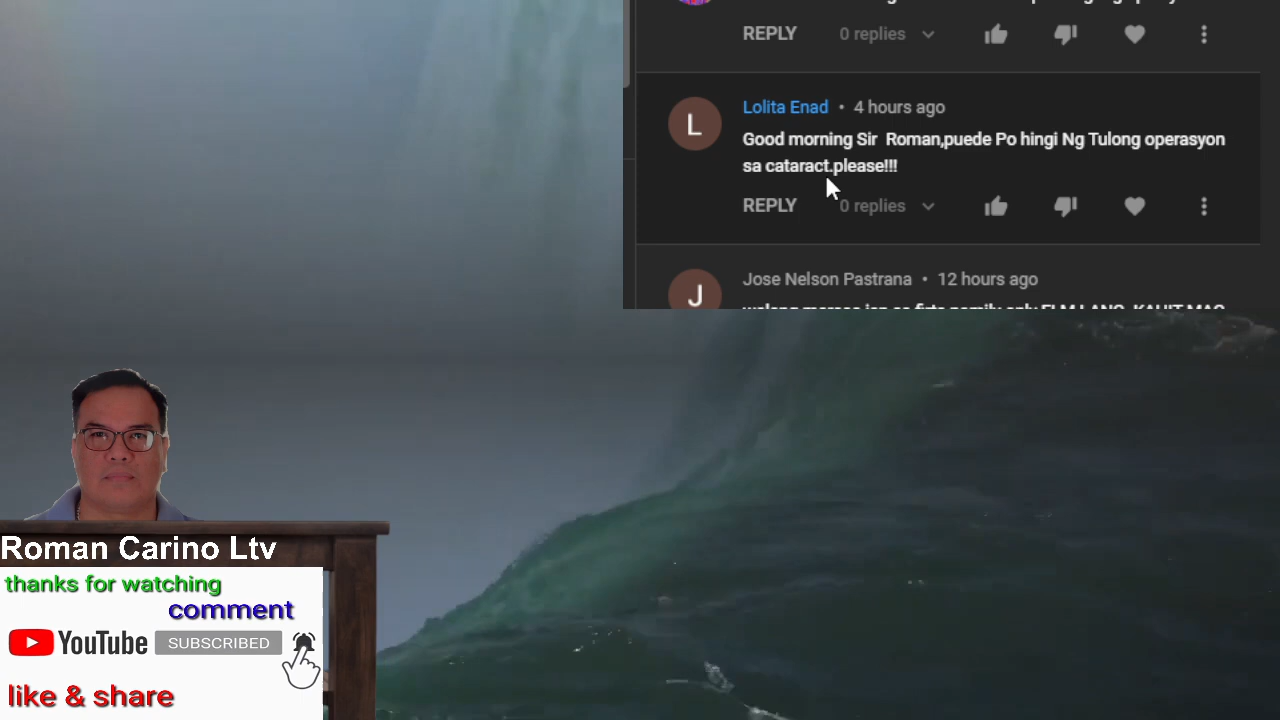 REPLY 0 replies
L Lolita Enad • 4 hours ago
Good morning Sir Roman,puede Po hingi Ng Tulong operasyon
sa cataract.please!!!
REPLY 0 replies
J Jose Nelson Pastrana • 12 hours ago
Roman Carino Ltv
thanks for watching
comment
YouTube SUBSCRIBED
like & share